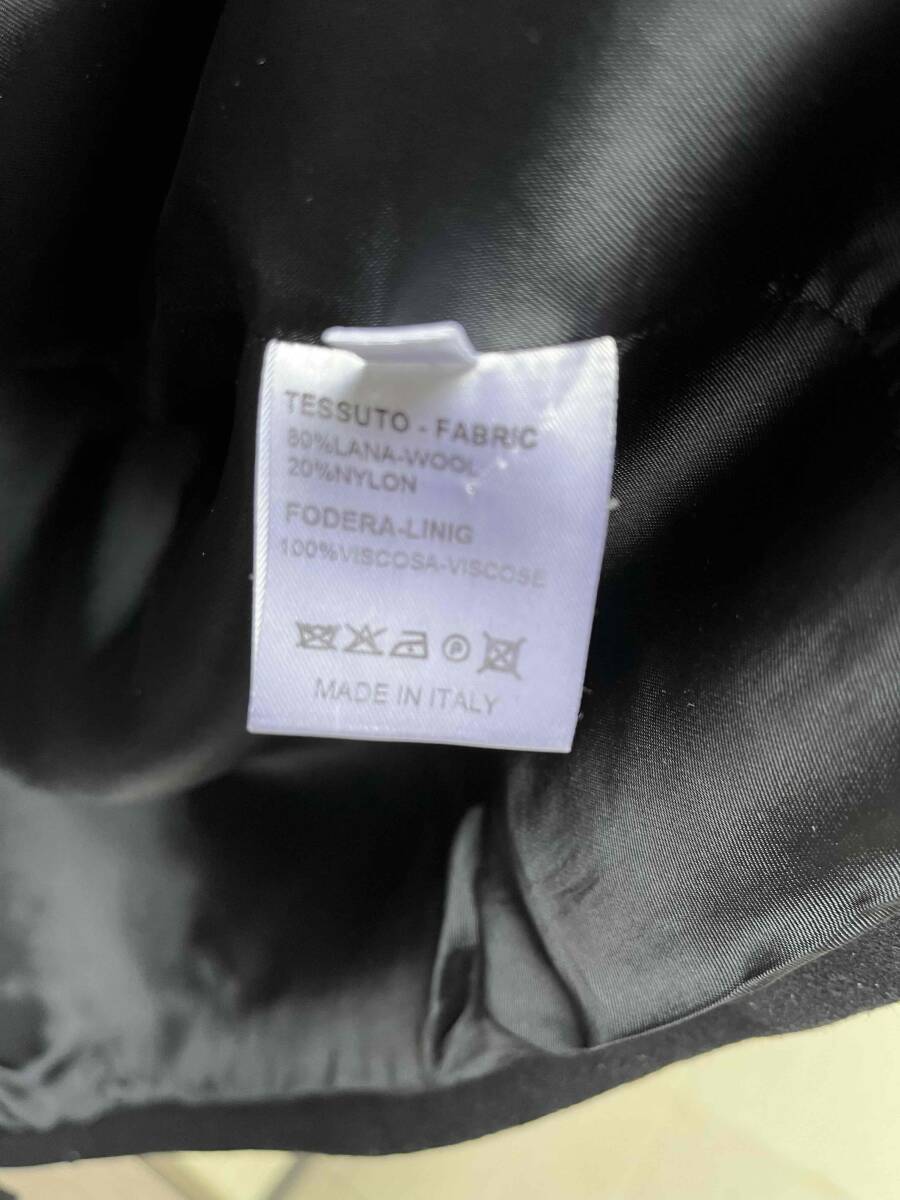 TESSUTO - FABRIC
80%LANA-WOOL
20%NYLON
FODERA-LINIG
100%VISCOSA-VISCOSE
P
MADE IN ITALY